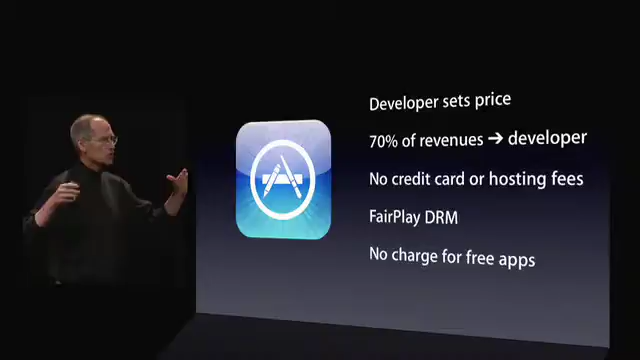 Developer sets price
70% of revenues ➔ developer
No credit card or hosting fees
FairPlay DRM
No charge for free apps